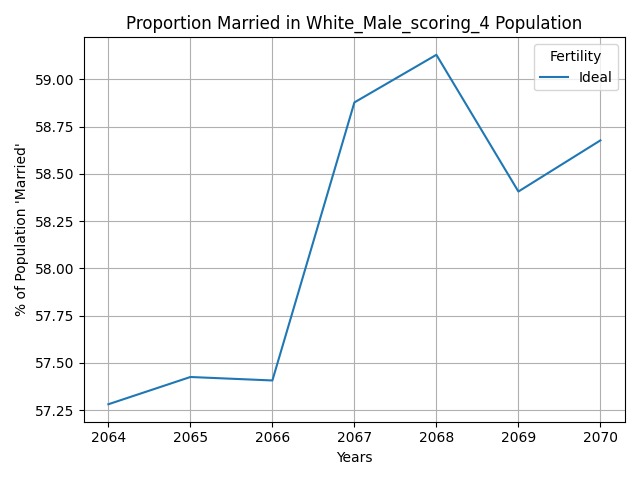 Proportion Married in White_Male_scoring_4 Population
Fertility
Ideal
% of Population 'Married'
59.00
58.75
58.50
58.25
58.00
57.75
57.50
57.25
2064 2065 2066 2067 2068 2069 2070
Years